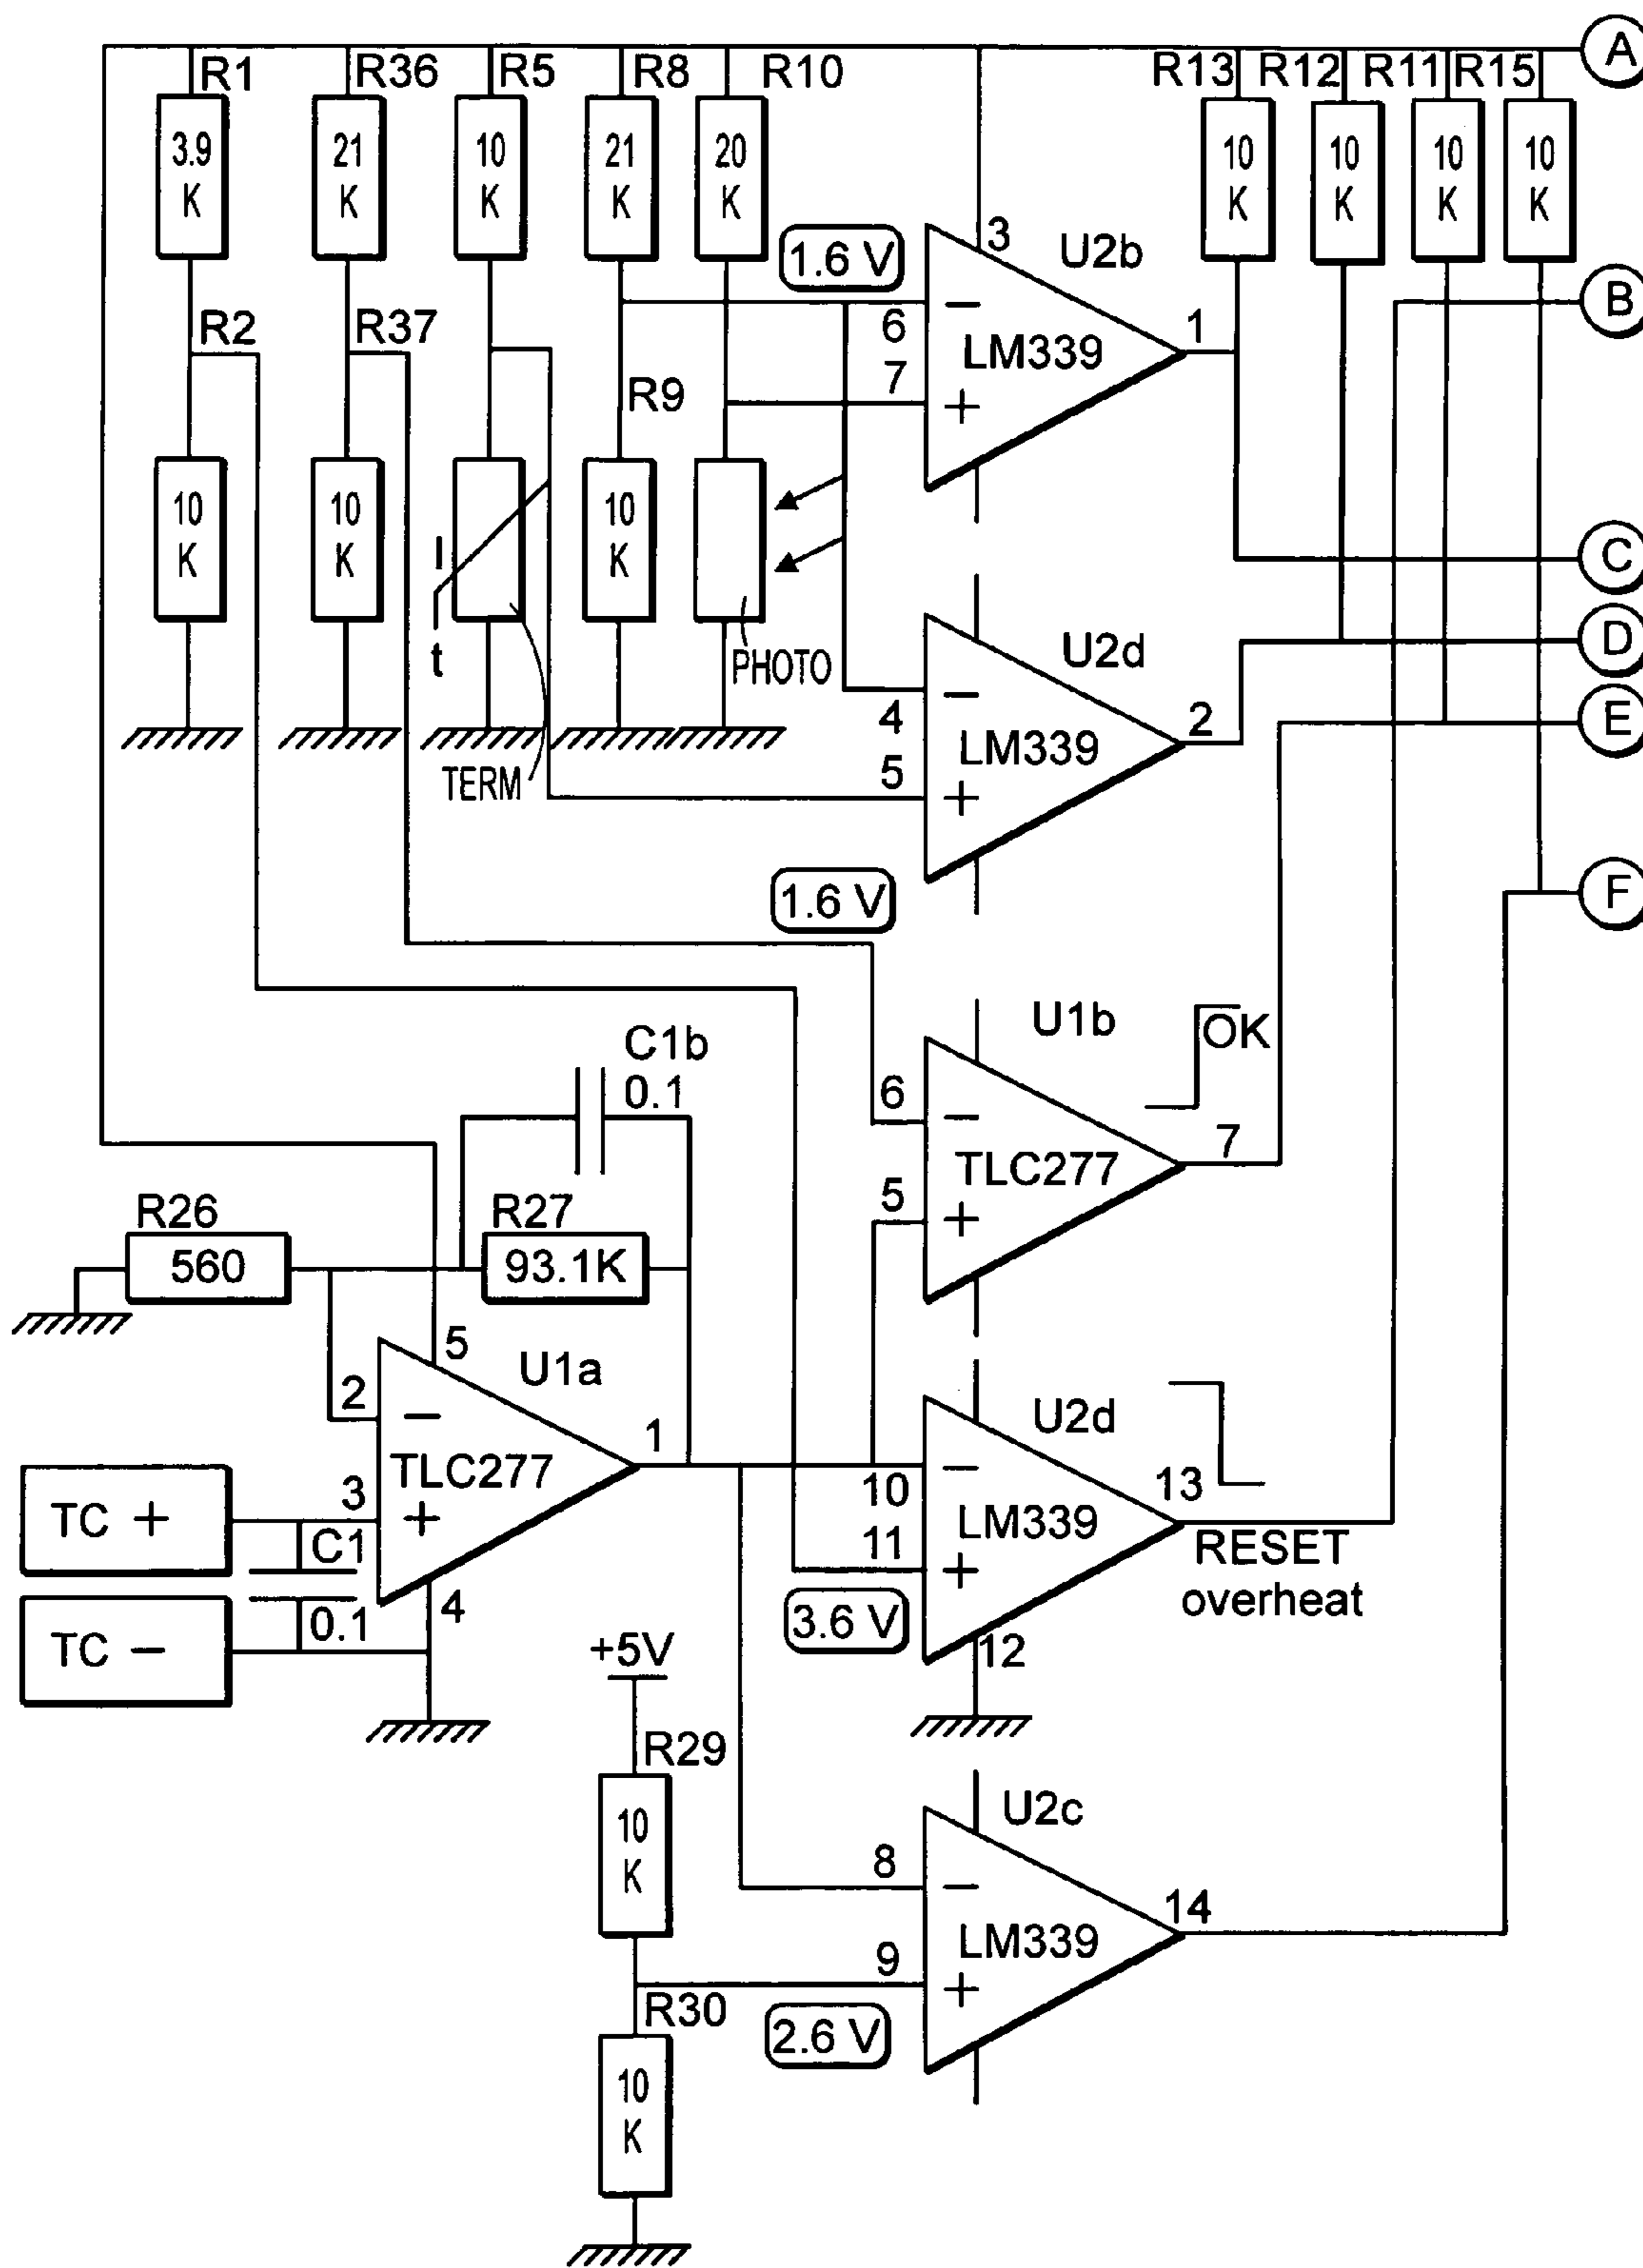 A
R1
R36
R5
R8
R10
R13
R12
R11
R15
3.9
K
21
K
10
K
21
K
20
K
10
K
10
K
10
K
10
K
1.6 V
3
U2b
B
R2
R37
−
6
LM339
1
7
+
R9
10
K
10
K
t
10
K
PHOTO
C
D
E
U2d
−
4
LM339
2
5
+
TERM
1.6 V
F
C1b
0.1
U1b
OK
6
−
TLC277
7
5
+
R26
560
R27
93.1K
5
U1a
2
−
TLC277
1
3
+
TC +
C1
0.1
TC −
4
U2d
−
10
LM339
13
11
+
RESET
overheat
3.6 V
12
+5V
R29
10
K
U2c
8
−
LM339
14
9
+
R30
2.6 V
10
K